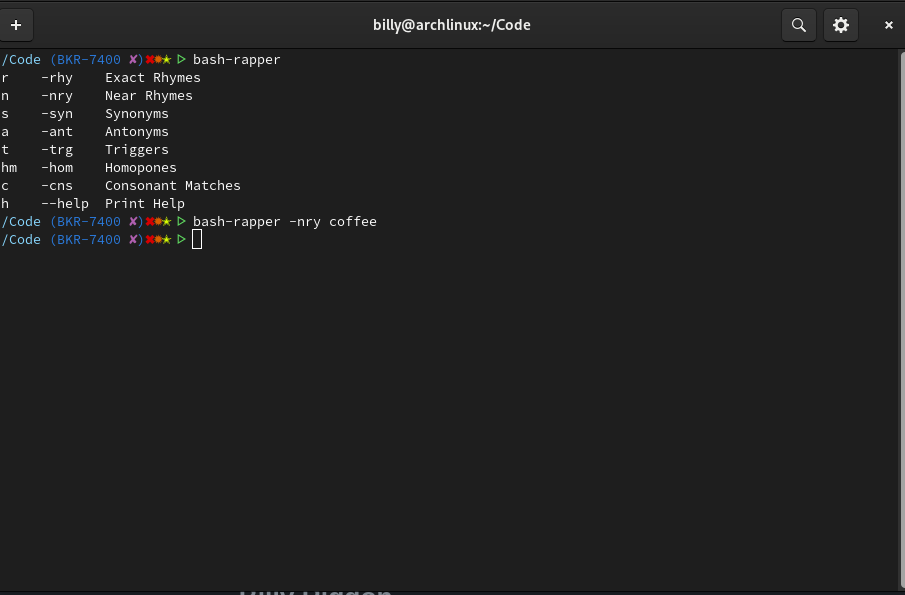 billy@archlinux:~/Code
/Code (BKR-7400 ✘)✖✹✭ ᐅ bash-rapper
r    -rhy    Exact Rhymes
n    -nry    Near Rhymes
s    -syn    Synonyms
a    -ant    Antonyms
t    -trg    Triggers
hm   -hom    Homopones
c    -cns    Consonant Matches
h    --help  Print Help
/Code (BKR-7400 ✘)✖✹✭ ᐅ bash-rapper -nry coffee
/Code (BKR-7400 ✘)✖✹✭ ᐅ